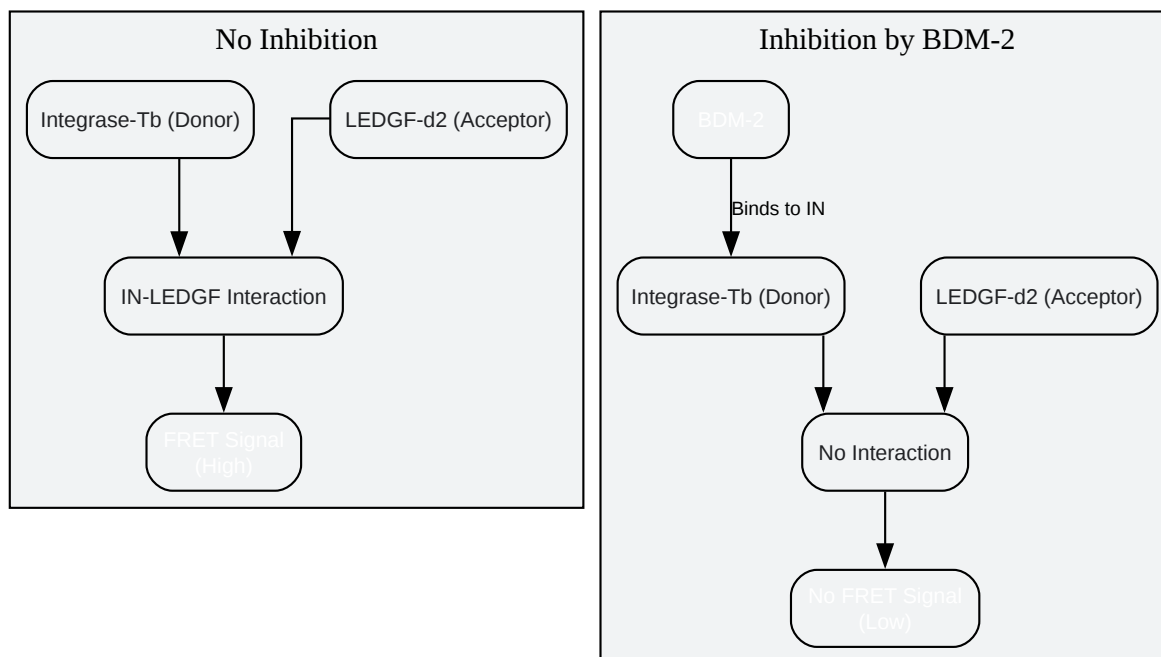 No Inhibition
Integrase-Tb (Donor)
LEDGF-d2 (Acceptor)
IN-LEDGF Interaction
FRET Signal
(High)
Inhibition by BDM-2
BDM-2
Binds to IN
Integrase-Tb (Donor)
LEDGF-d2 (Acceptor)
No Interaction
No FRET Signal
(Low)